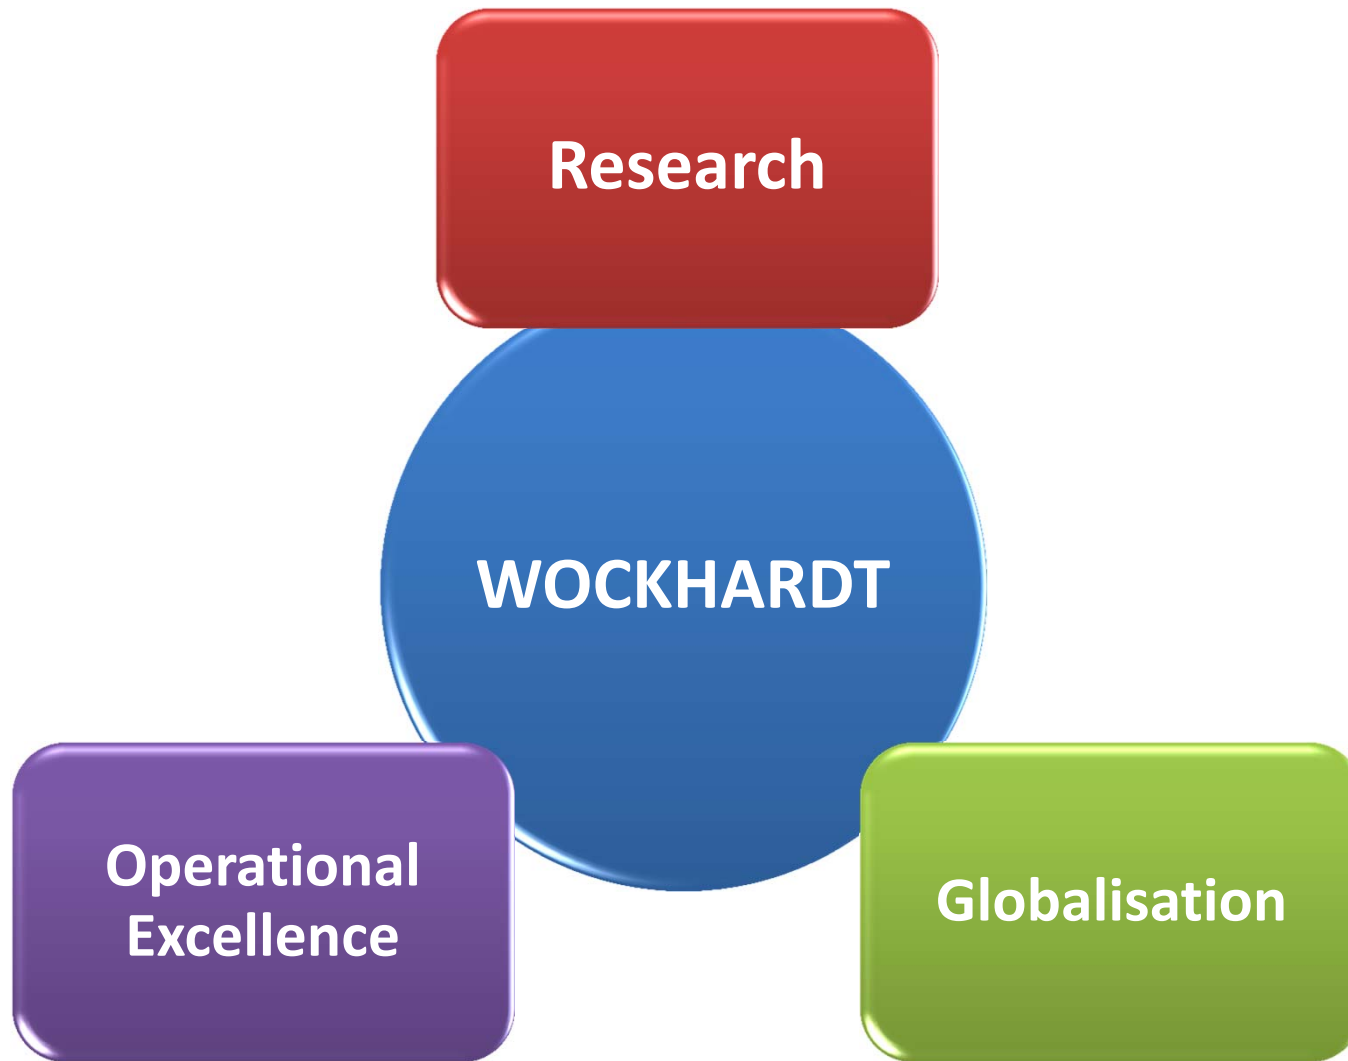 Research
WOCKHARDT
Operational
Excellence
Globalisation